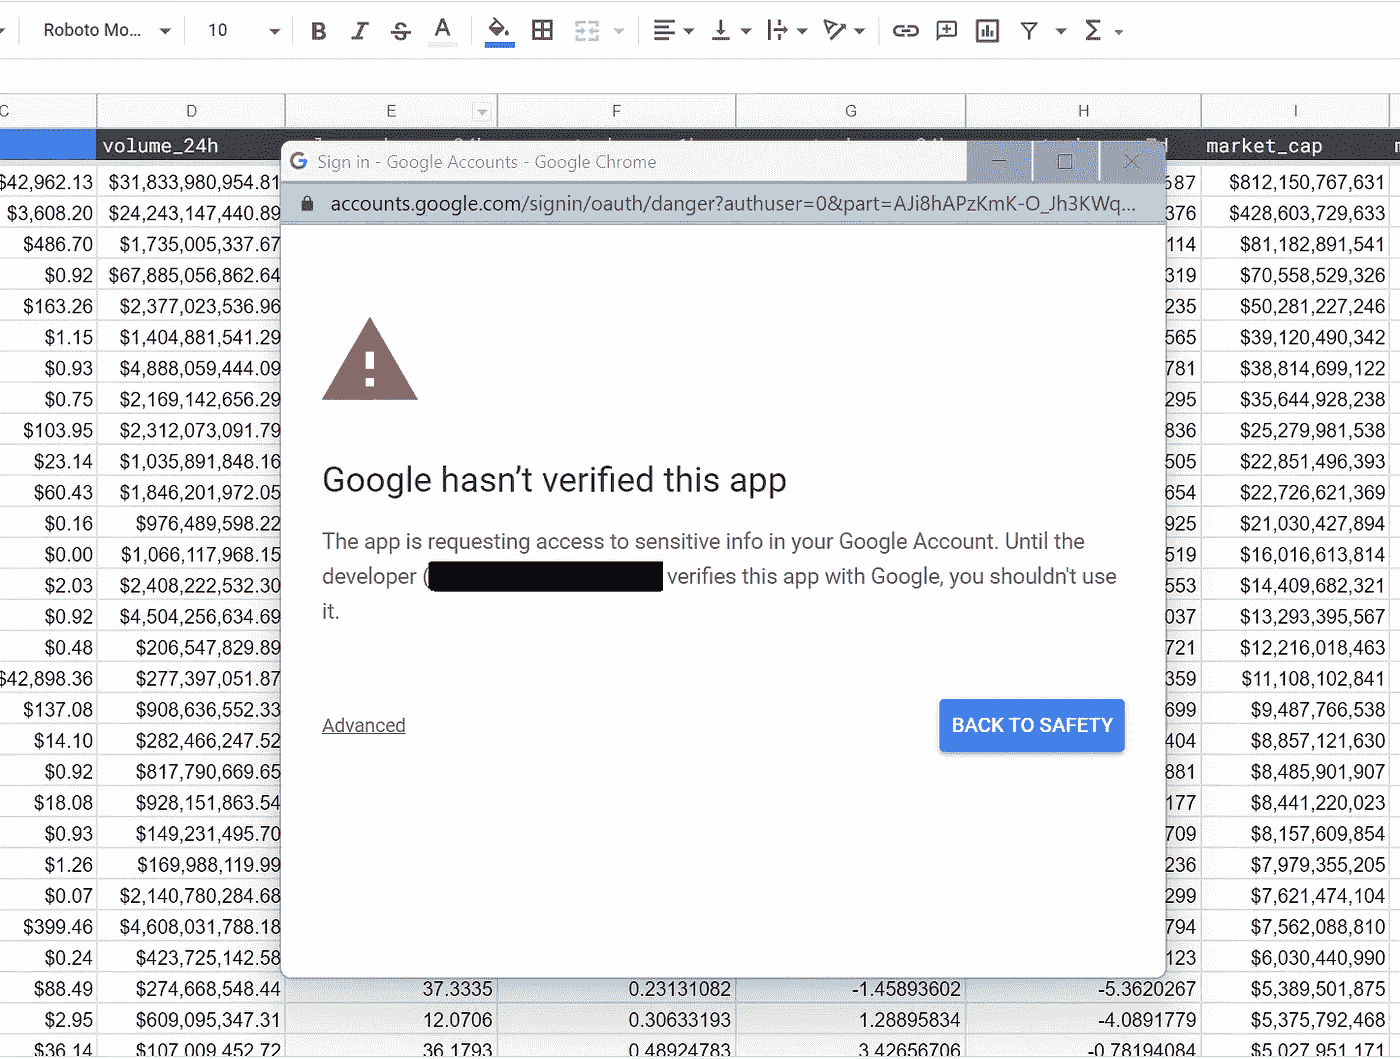 Roboto Mo... 10 B I S A
C D E F G H I
volume_24h market_cap
Sign in - Google Accounts - Google Chrome
accounts.google.com/signin/oauth/danger?authuser=0&part=AJi8hAPzKmK-O_Jh3KWq...
$42,962.13 $31,833,980,954.81 587 $812,150,767,631
$3,608.20 $24,243,147,440.89 376 $428,603,729,633
$486.70 $1,735,005,337.67 114 $81,182,891,541
$0.92 $67,885,056,862.64 319 $70,558,529,326
$163.26 $2,377,023,536.96 235 $50,281,227,246
$1.15 $1,404,881,541.29 565 $39,120,490,342
$0.93 $4,888,059,444.09 781 $38,814,699,122
$0.75 $2,169,142,656.29 295 $35,644,928,238
$103.95 $2,312,073,091.79 836 $25,279,981,538
$23.14 $1,035,891,848.16 505 $22,851,496,393
$60.43 $1,846,201,972.05 654 $22,726,621,369
$0.16 $976,489,598.22 925 $21,030,427,894
$0.00 $1,066,117,968.15 519 $16,016,613,814
$2.03 $2,408,222,532.30 553 $14,409,682,321
$0.92 $4,504,256,634.69 037 $13,293,395,567
$0.48 $206,547,829.89 721 $12,216,018,463
$42,898.36 $277,397,051.87 359 $11,108,102,841
$137.08 $908,636,552.33 699 $9,487,766,538
$14.10 $282,466,247.52 404 $8,857,121,630
$0.92 $817,790,669.65 881 $8,485,901,907
$18.08 $928,151,863.54 177 $8,441,220,023
$0.93 $149,231,495.70 709 $8,157,609,854
$1.26 $169,988,119.99 236 $7,979,355,205
$0.07 $2,140,780,284.68 299 $7,621,474,104
$399.46 $4,608,031,788.18 794 $7,562,088,810
$0.24 $423,725,142.58 123 $6,030,440,990
$88.49 $274,668,548.44 37.3335 0.23131082 -1.45893602 -5.3620267 $5,389,501,875
$2.95 $609,095,347.31 12.0706 0.30633193 1.28895834 -4.0891779 $5,375,792,468
$36.14 $107,009,452.72 36.1793 0.48924783 3.42656706 -0.78194084 $5,027,951,171
Google hasn't verified this app
The app is requesting access to sensitive info in your Google Account. Until the
developer ( verifies this app with Google, you shouldn't use
it.
Advanced
BACK TO SAFETY